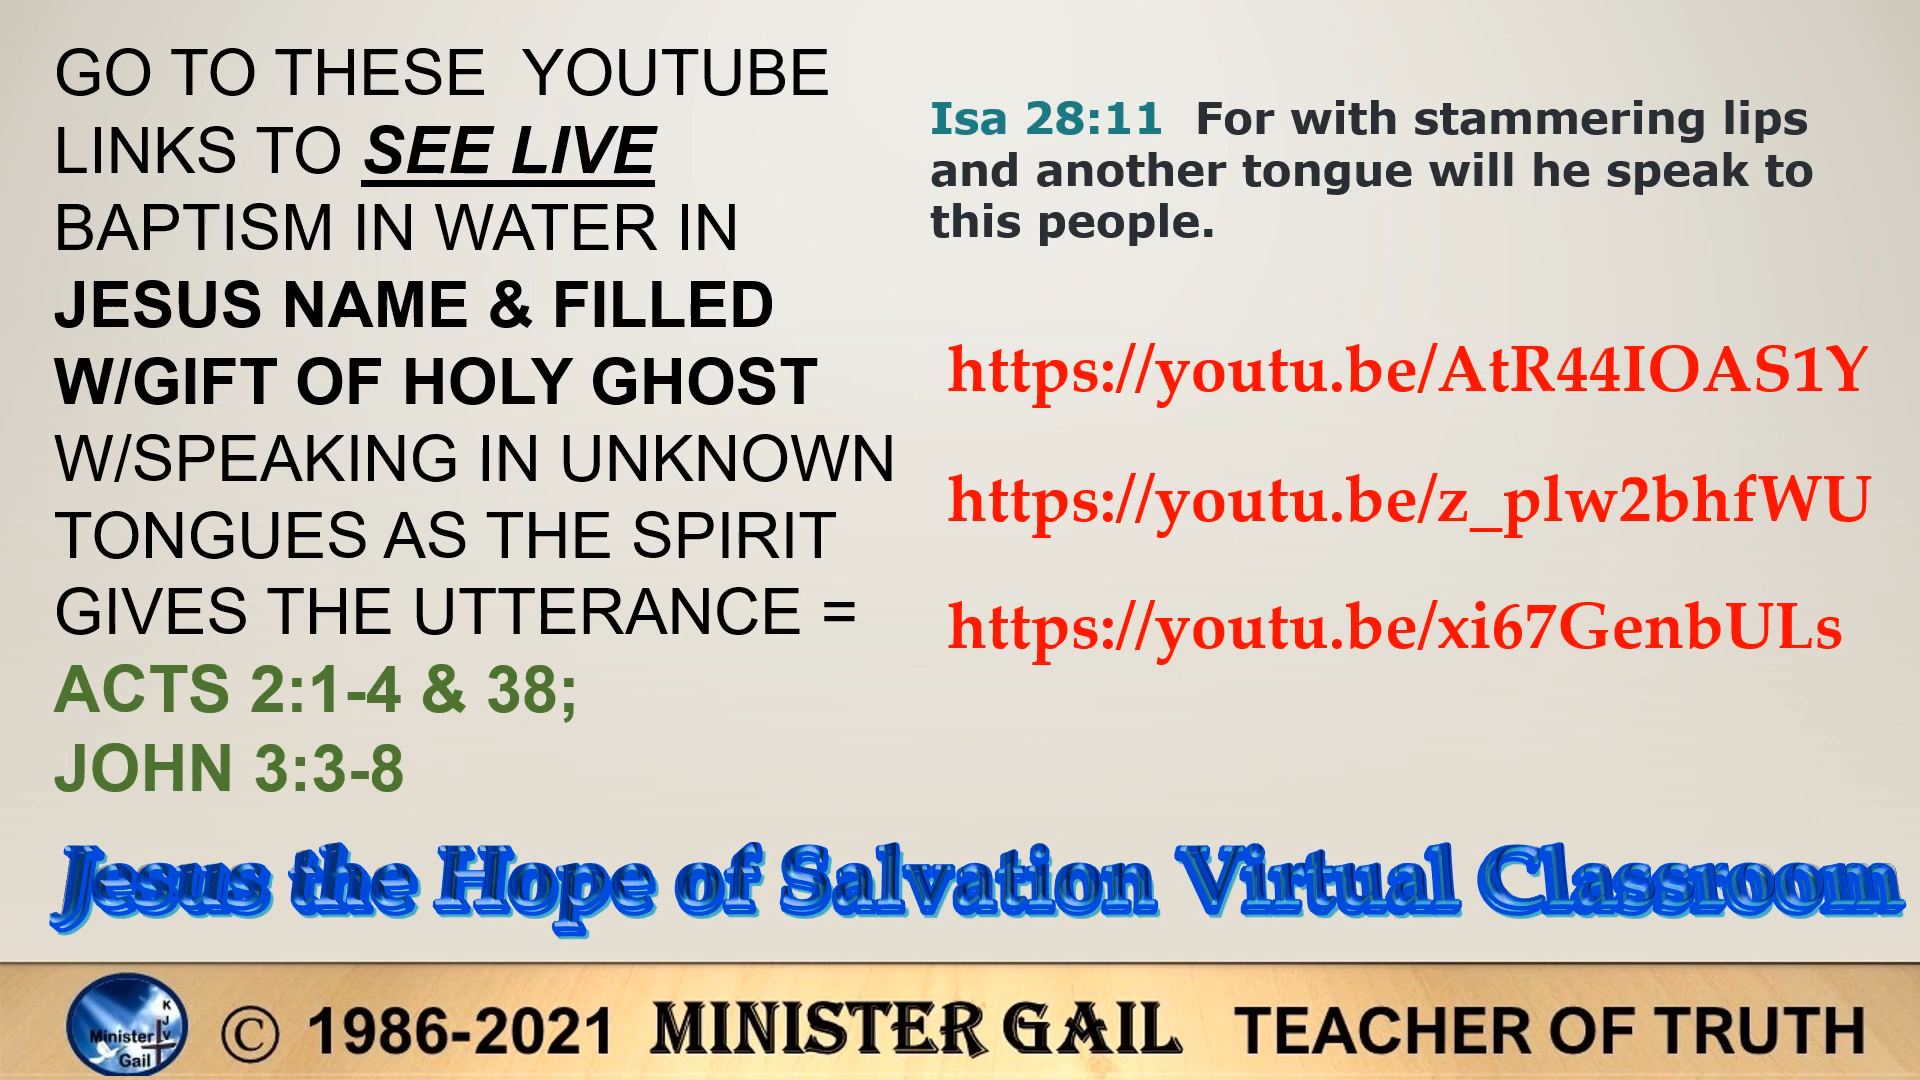 GO TO THESE YOUTUBE
LINKS TO SEE LIVE
BAPTISM IN WATER IN
JESUS NAME & FILLED
W/GIFT OF HOLY GHOST
W/SPEAKING IN UNKNOWN
TONGUES AS THE SPIRIT
GIVES THE UTTERANCE =
ACTS 2:1-4 & 38;
JOHN 3:3-8
Isa 28:11 For with stammering lips
and another tongue will he speak to
this people.
https://youtu.be/AtR44IOAS1Y
https://youtu.be/z_plw2bhfWU
https://youtu.be/xi67GenbULs
Jesus the Hope of Salvation Virtual Classroom
KJV
Minister
Gail
© 1986-2021 MINISTER GAIL TEACHER OF TRUTH